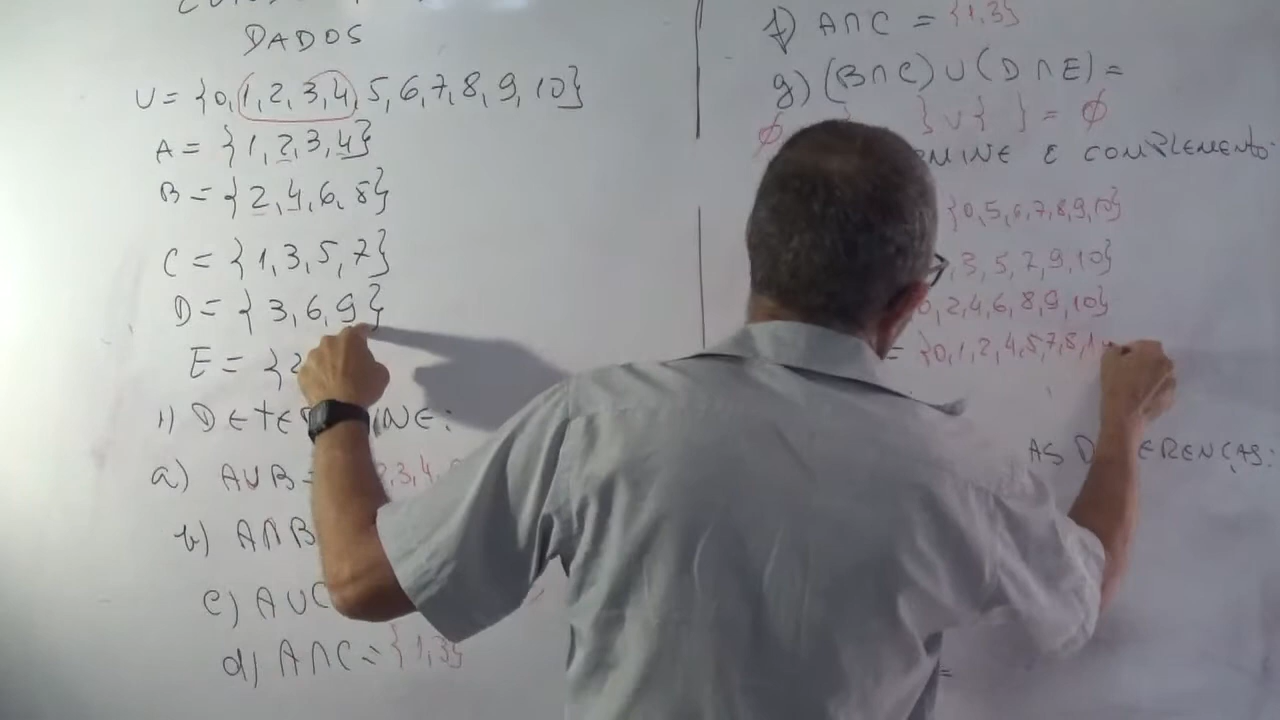 DADOS
U = {0, 1, 2, 3, 4, 5, 6, 7, 8, 9, 10}
A = {1, 2, 3, 4}
B = {2, 4, 6, 8}
C = {1, 3, 5, 7}
D = {3, 6, 9}
E = {2
a) A∪B = 3, 4,
b) A∩B
c) A∪C
d) A∩C = {1,3}
f) A∩C = {1,3}
g) (B∩C) ∪ (D∩E) =
∅ { } ∪ { } = ∅
MINE E COMPLEMENTO:
{0, 5, 6, 7, 8, 9, 10}
, 3, 5, 7, 9, 10}
0, 2, 4, 6, 8, 9, 10}
= {0, 1, 2, 4, 5, 7, 8, 1
AS D ERENÇAS:
=